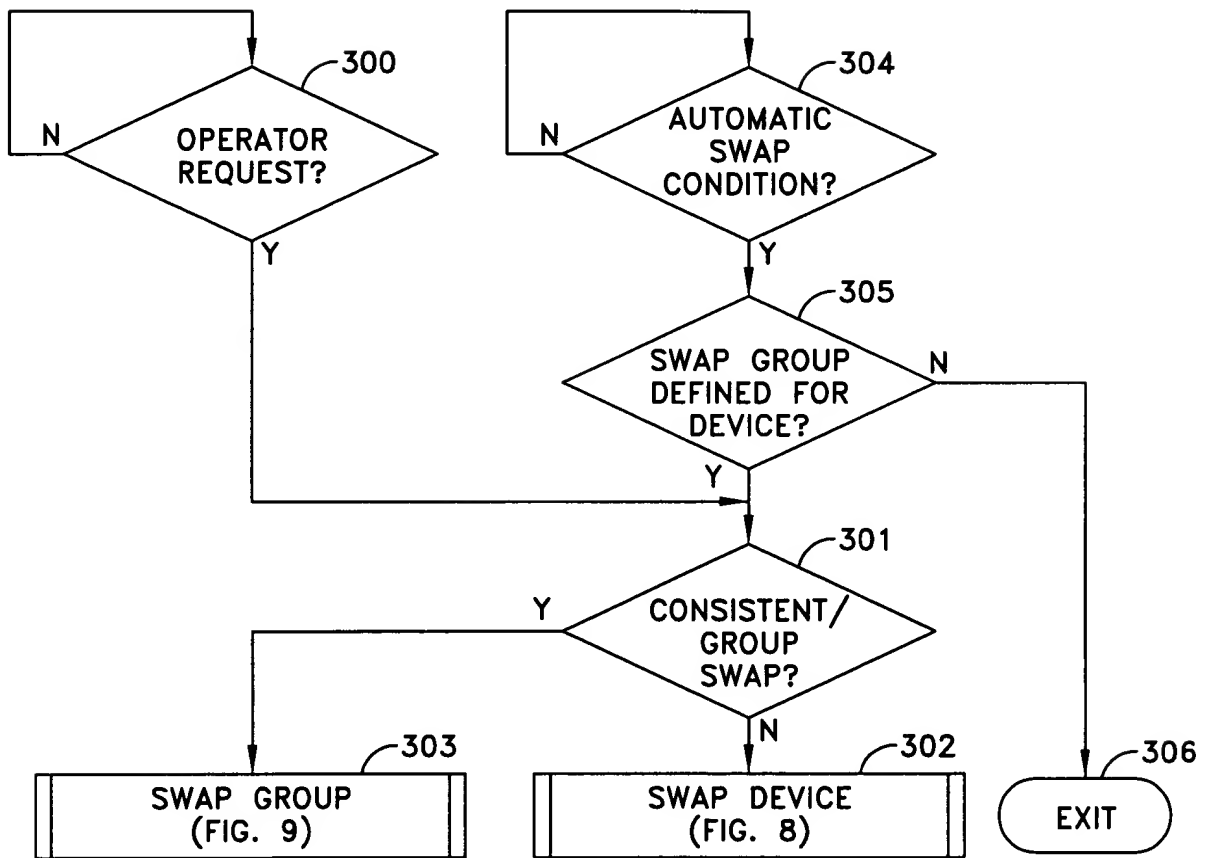 300
OPERATOR
REQUEST?
N
Y
304
AUTOMATIC
SWAP
CONDITION?
N
Y
305
SWAP GROUP
DEFINED FOR
DEVICE?
N
Y
301
CONSISTENT/
GROUP
SWAP?
Y
N
303
SWAP GROUP
(FIG. 9)
302
SWAP DEVICE
(FIG. 8)
306
EXIT